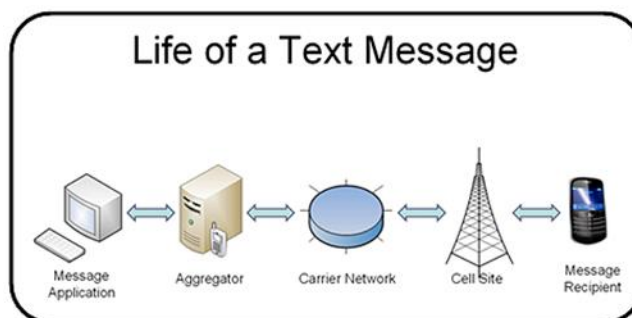 Life of a Text Message
Message
Application
Aggregator
Carrier Network
Cell Site
Message
Recipient